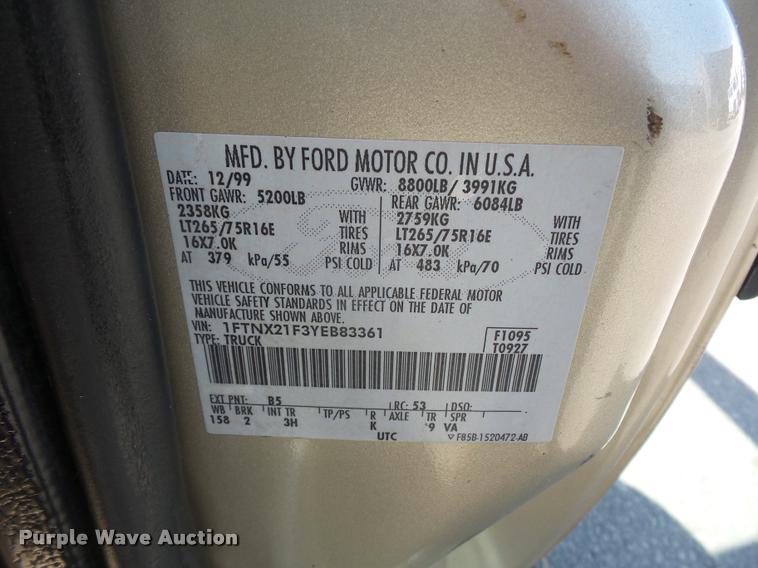 MFD. BY FORD MOTOR CO. IN U.S.A.
DATE: 12/99 GVWR: 8800LB/ 3991KG
FRONT GAWR: 5200LB REAR GAWR: 6084LB
2358KG WITH 2759KG WITH
LT265/75R16E TIRES LT265/75R16E TIRES
16X7.0K RIMS 16X7.0K RIMS
AT 379 kPa/55 PSI COLD AT 483 kPa/70 PSI COLD
THIS VEHICLE CONFORMS TO ALL APPLICABLE FEDERAL MOTOR
VEHICLE SAFETY STANDARDS IN EFFECT ON THE DATE OF
MANUFACTURE SHOWN ABOVE.
VIN: 1FTNX21F3YEB83361 F1095
TYPE: TRUCK T0927
EXT PNT: B5 RC: 53 DSO:
WB BRK INT TR TP/PS R AXLE TR SPR
158 2 3H K 9 VA
UTC F85B-1520472-AB
Purple Wave Auction